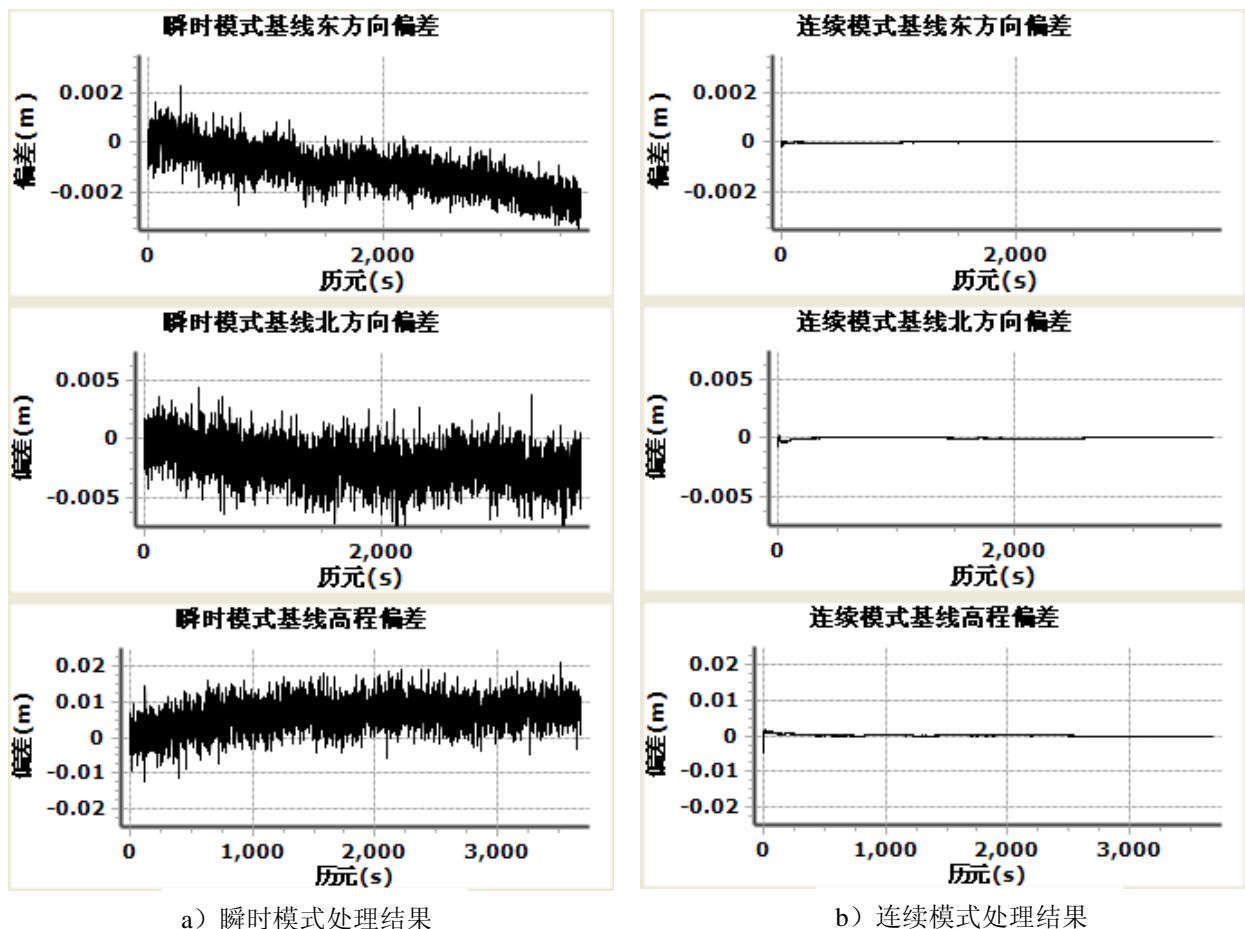 瞬时模式基线东方向偏差
偏差(m)
0.002
0
-0.002
0 2,000
历元(s)
瞬时模式基线北方向偏差
偏差(m)
0.005
0
-0.005
0 2,000
历元(s)
瞬时模式基线高程偏差
偏差(m)
0.02
0.01
0
-0.01
-0.02
0 1,000 2,000 3,000
历元(s)
a）瞬时模式处理结果
连续模式基线东方向偏差
偏差(m)
0.002
0
-0.002
0 2,000
历元(s)
连续模式基线北方向偏差
偏差(m)
0.005
0
-0.005
0 2,000
历元(s)
连续模式基线高程偏差
偏差(m)
0.02
0.01
0
-0.01
-0.02
0 1,000 2,000 3,000
历元(s)
b）连续模式处理结果